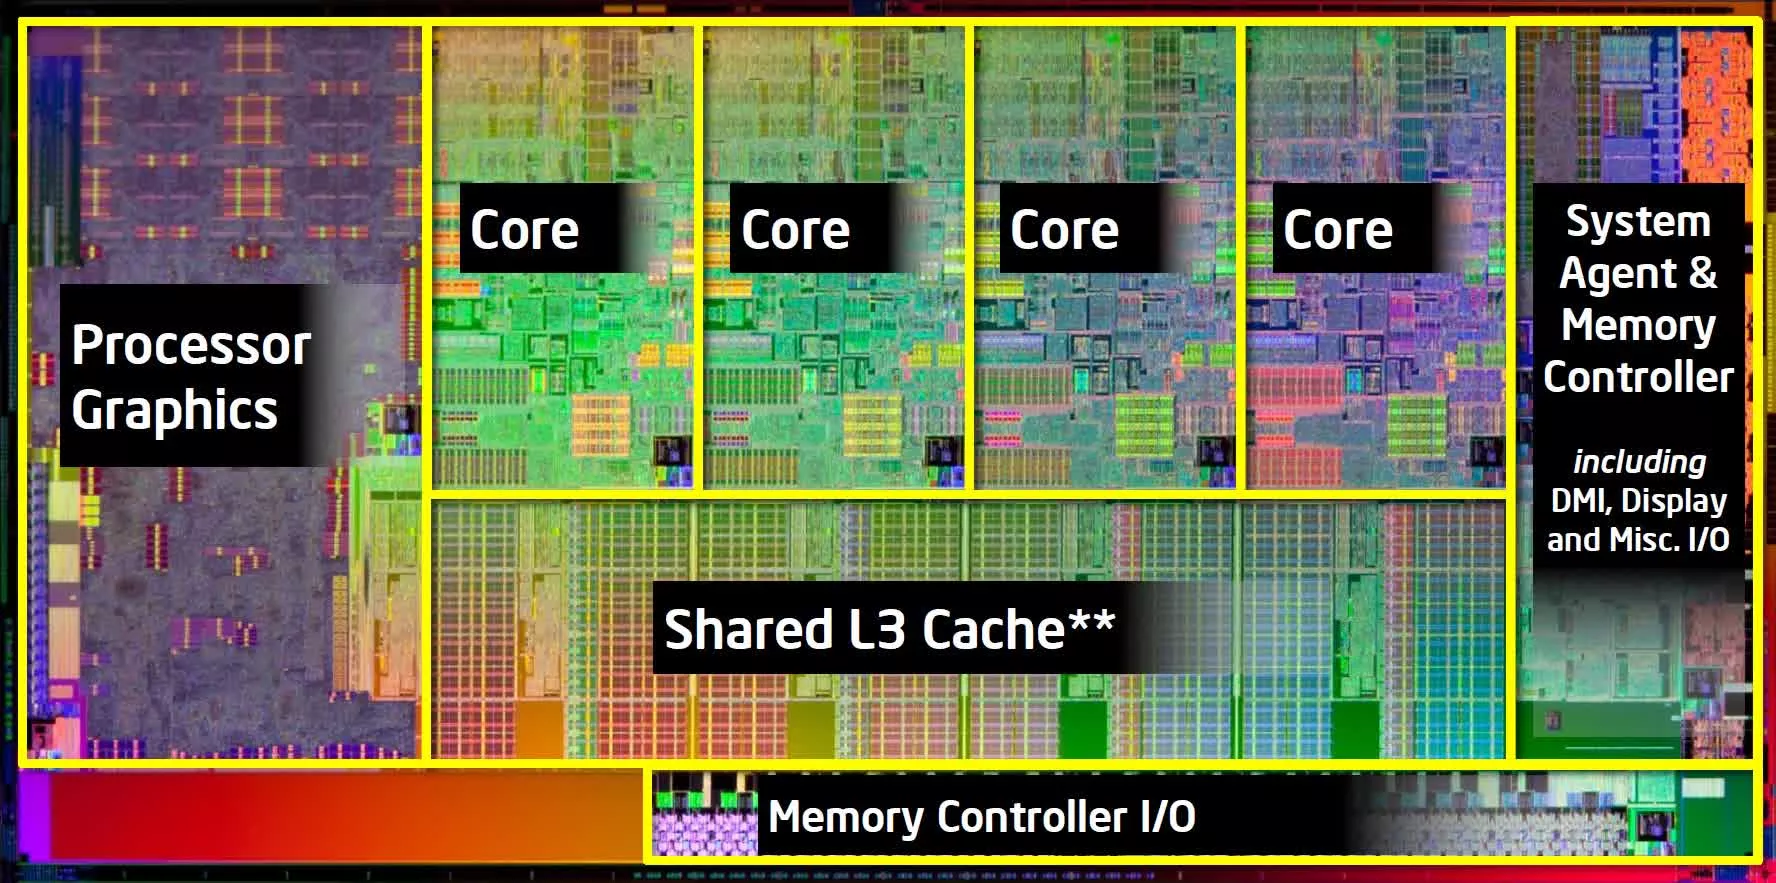 Processor
Graphics
Core
Core
Core
Core
System
Agent &
Memory
Controller
including
DMI, Display
and Misc. I/O
Shared L3 Cache**
Memory Controller I/O